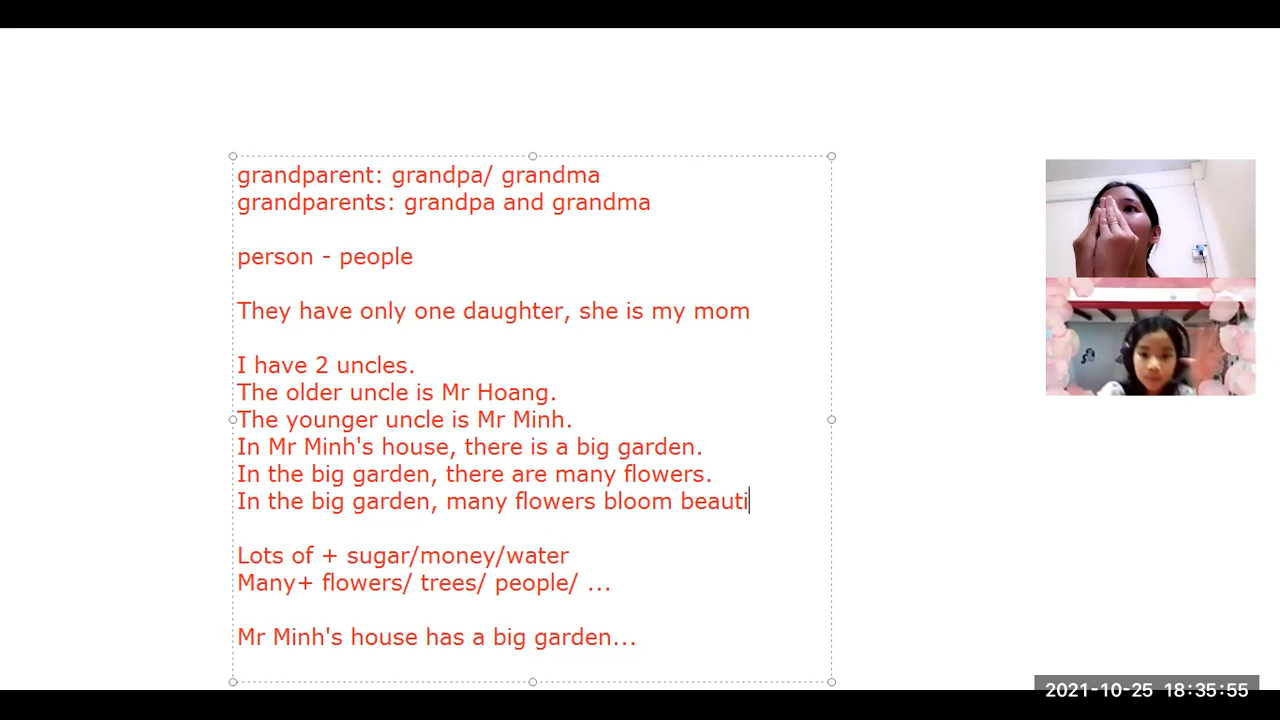 grandparent: grandpa/ grandma
grandparents: grandpa and grandma
person - people
They have only one daughter, she is my mom
I have 2 uncles.
The older uncle is Mr Hoang.
The younger uncle is Mr Minh.
In Mr Minh's house, there is a big garden.
In the big garden, there are many flowers.
In the big garden, many flowers bloom beauti
Lots of + sugar/money/water
Many+ flowers/ trees/ people/ ...
Mr Minh's house has a big garden...
2021-10-25 18:35:55